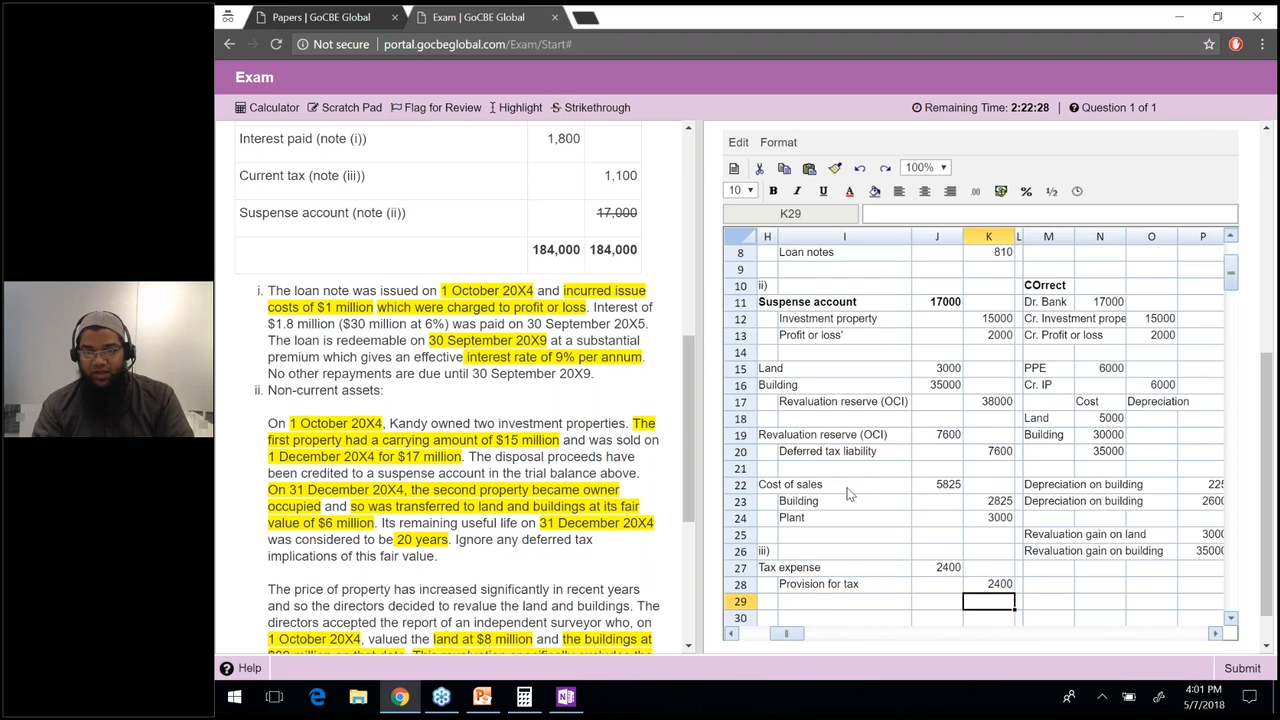 Papers | GoCBE Global
Exam | GoCBE Global
Not secure | portal.gocbeglobal.com/Exam/Start#
Exam
Calculator Scratch Pad Flag for Review Highlight Strikethrough
Remaining Time: 2:22:28 Question 1 of 1
Interest paid (note (i)) 1,800
Current tax (note (iii)) 1,100
Suspense account (note (ii)) 17,000
184,000 184,000
i. The loan note was issued on 1 October 20X4 and incurred issue
costs of $1 million which were charged to profit or loss. Interest of
$1.8 million ($30 million at 6%) was paid on 30 September 20X5.
The loan is redeemable on 30 September 20X9 at a substantial
premium which gives an effective interest rate of 9% per annum.
No other repayments are due until 30 September 20X9.
ii. Non-current assets:
On 1 October 20X4, Kandy owned two investment properties. The
first property had a carrying amount of $15 million and was sold on
1 December 20X4 for $17 million. The disposal proceeds have
been credited to a suspense account in the trial balance above.
On 31 December 20X4, the second property became owner
occupied and so was transferred to land and buildings at its fair
value of $6 million. Its remaining useful life on 31 December 20X4
was considered to be 20 years. Ignore any deferred tax
implications of this fair value.
The price of property has increased significantly in recent years
and so the directors decided to revalue the land and buildings. The
directors accepted the report of an independent surveyor who, on
1 October 20X4, valued the land at $8 million and the buildings at
Edit Format
100%
10 B I U A .00 % 1/2
K29
H I J K L M N O P
8 Loan notes 810
9
10 ii) COrrect
11 Suspense account 17000 Dr. Bank 17000
12 Investment property 15000 Cr. Investment prope 15000
13 Profit or loss' 2000 Cr. Profit or loss 2000
14
15 Land 3000 PPE 6000
16 Building 35000 Cr. IP 6000
17 Revaluation reserve (OCI) 38000 Cost Depreciation
18 Land 5000
19 Revaluation reserve (OCI) 7600 Building 30000
20 Deferred tax liability 7600 35000
21
22 Cost of sales 5825 Depreciation on building 225
23 Building 2825 Depreciation on building 2600
24 Plant 3000
25 Revaluation gain on land 3000
26 iii) Revaluation gain on building 35000
27 Tax expense 2400
28 Provision for tax 2400
29
30
Help Submit
4:01 PM
5/7/2018